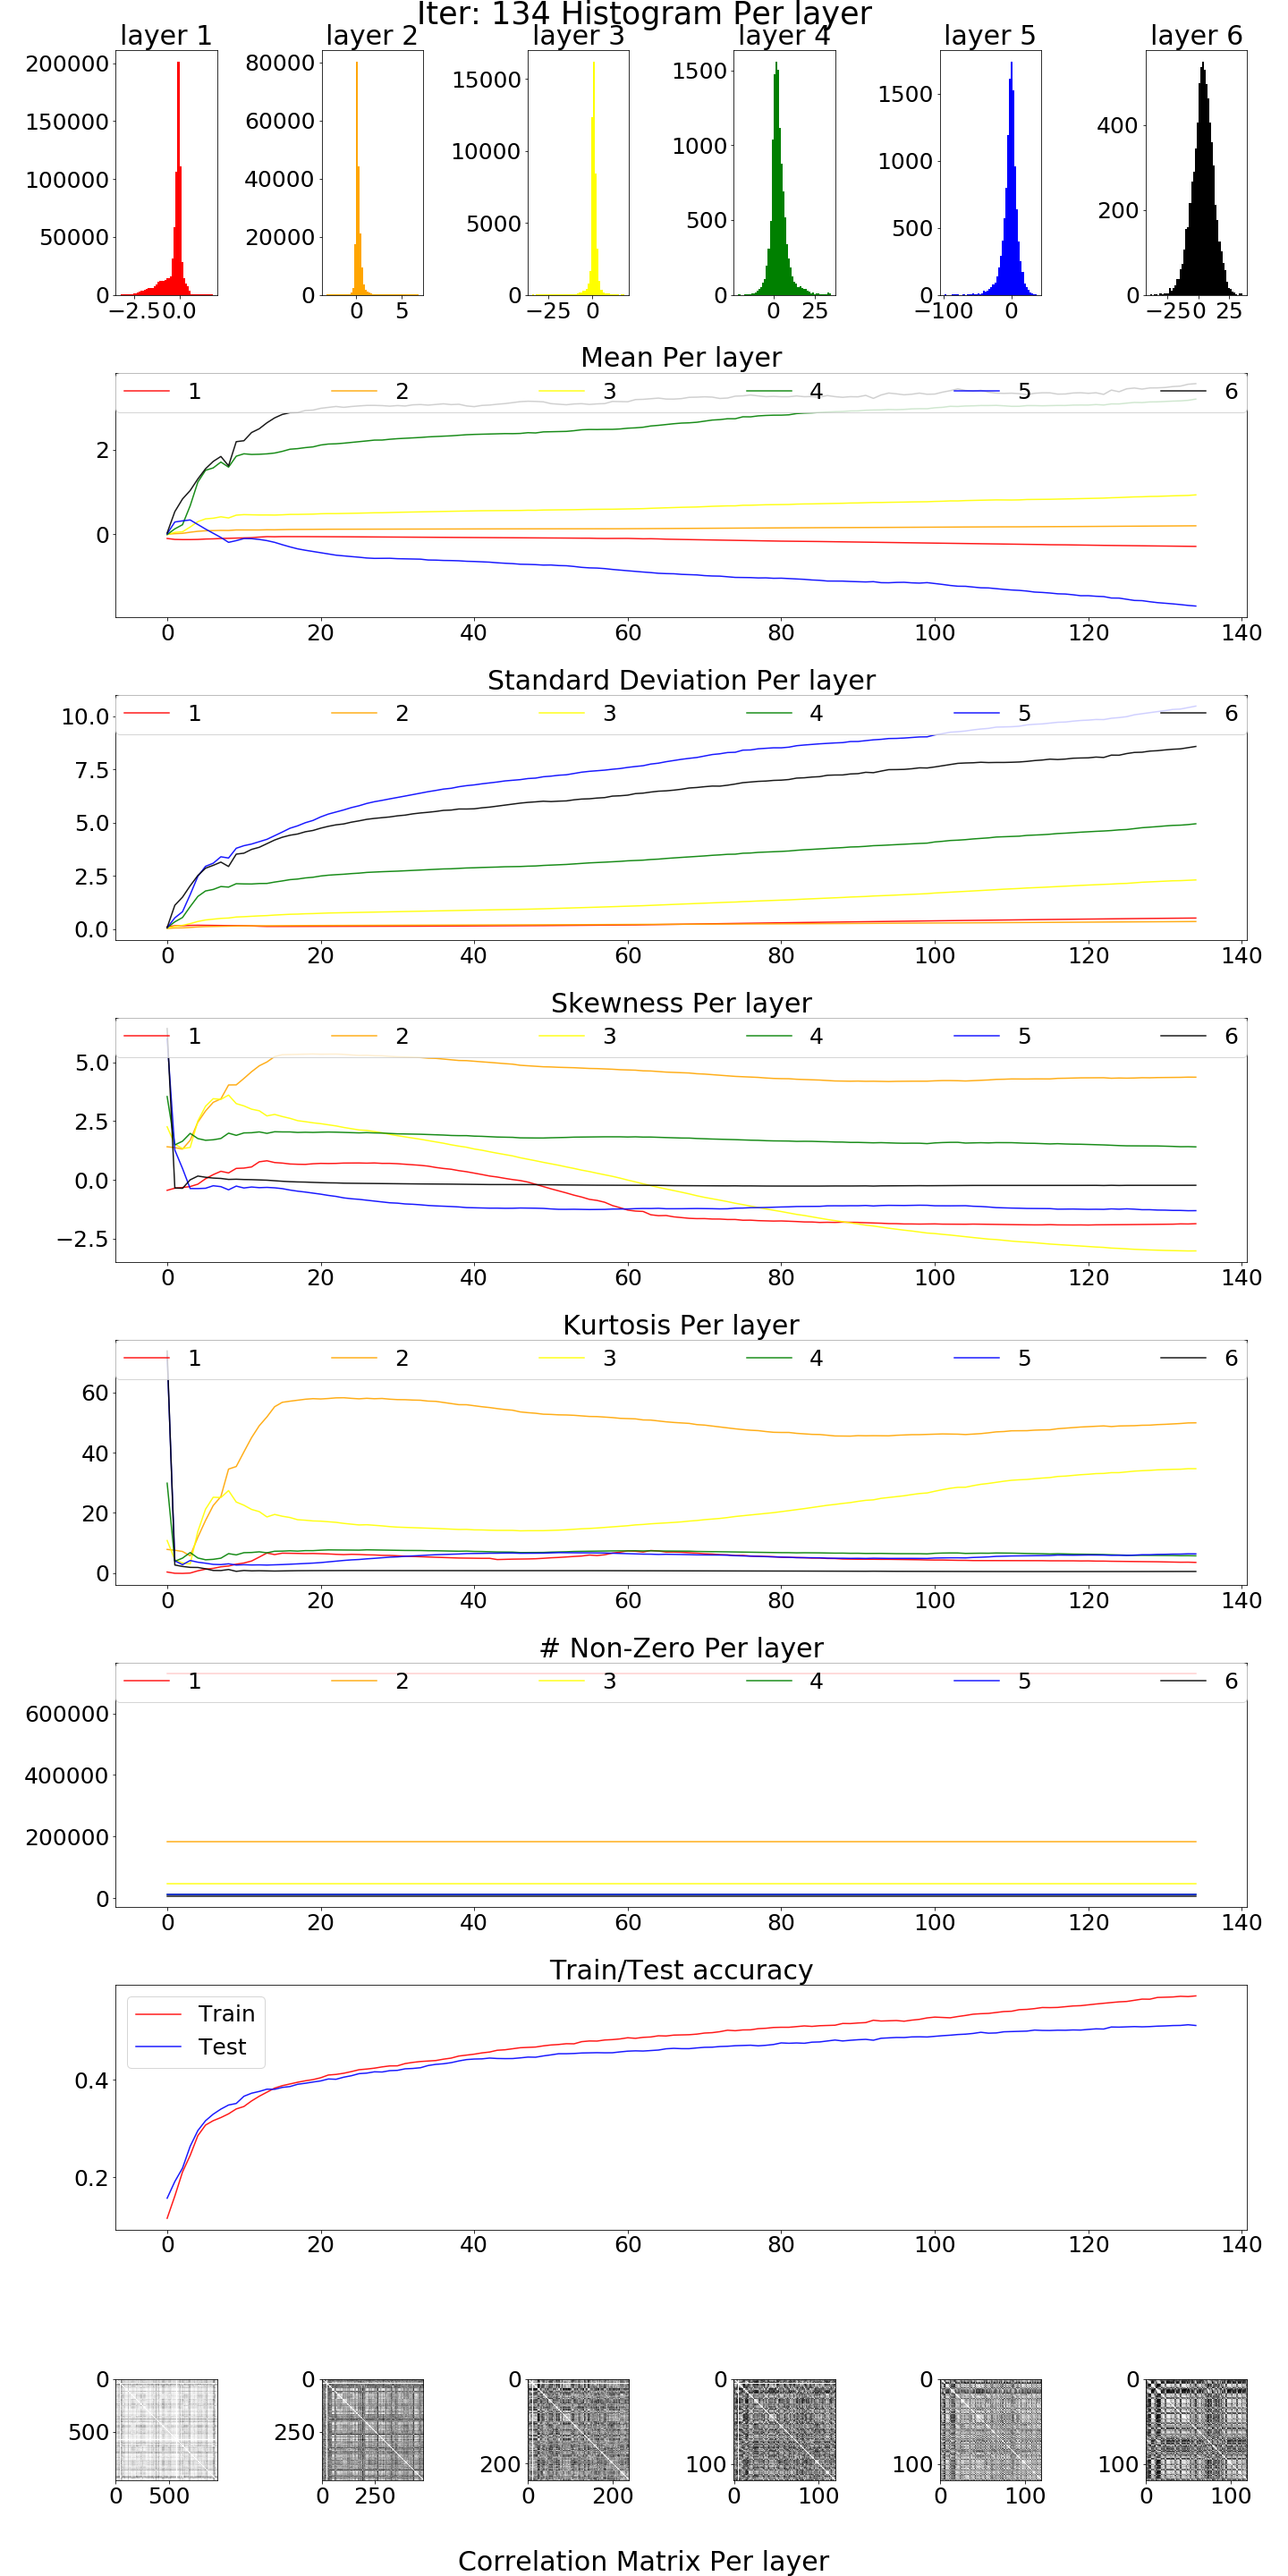 Iter: 134 Histogram Per layer
layer 1 layer 2 layer 3 layer 4 layer 5 layer 6
200000 150000 100000 50000 0
80000 60000 40000 20000 0
15000 10000 5000 0
1500 1000 500 0
1500 1000 500 0
400 200 0
−2.5 0.0 0 5 −25 0 0 25 −100 0 −25 0 25
Mean Per layer
1 2 3 4 5 6
2
0
0 20 40 60 80 100 120 140
Standard Deviation Per layer
1 2 3 4 5 6
10.0
7.5
5.0
2.5
0.0
0 20 40 60 80 100 120 140
Skewness Per layer
1 2 3 4 5 6
5.0
2.5
0.0
−2.5
0 20 40 60 80 100 120 140
Kurtosis Per layer
1 2 3 4 5 6
60
40
20
0
0 20 40 60 80 100 120 140
# Non-Zero Per layer
1 2 3 4 5 6
600000
400000
200000
0
0 20 40 60 80 100 120 140
Train/Test accuracy
Train
Test
0.4
0.2
0 20 40 60 80 100 120 140
0 0 0 0 0 0
500 250 200 100 100 100
0 500 0 250 0 200 0 100 0 100 0 100
Correlation Matrix Per layer